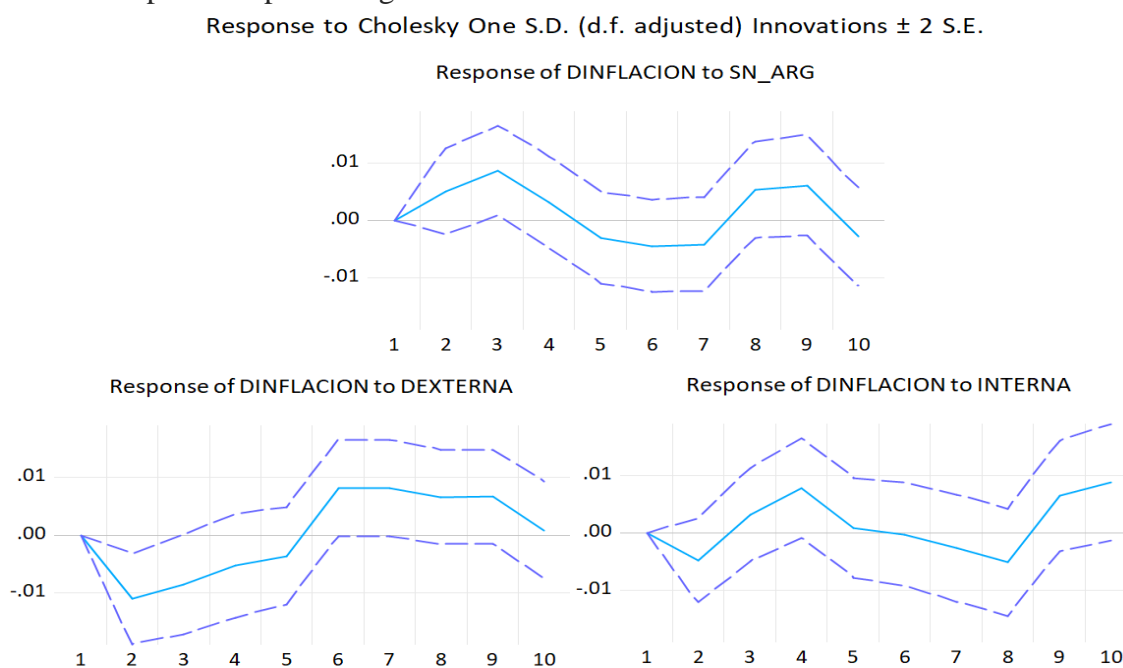 Response to Cholesky One S.D. (d.f. adjusted) Innovations ± 2 S.E.
Response of DINFLACION to SN_ARG
.01
.00
-.01
1 2 3 4 5 6 7 8 9 10
Response of DINFLACION to DEXTERNA
.01
.00
-.01
1 2 3 4 5 6 7 8 9 10
Response of DINFLACION to INTERNA
.01
.00
-.01
1 2 3 4 5 6 7 8 9 10